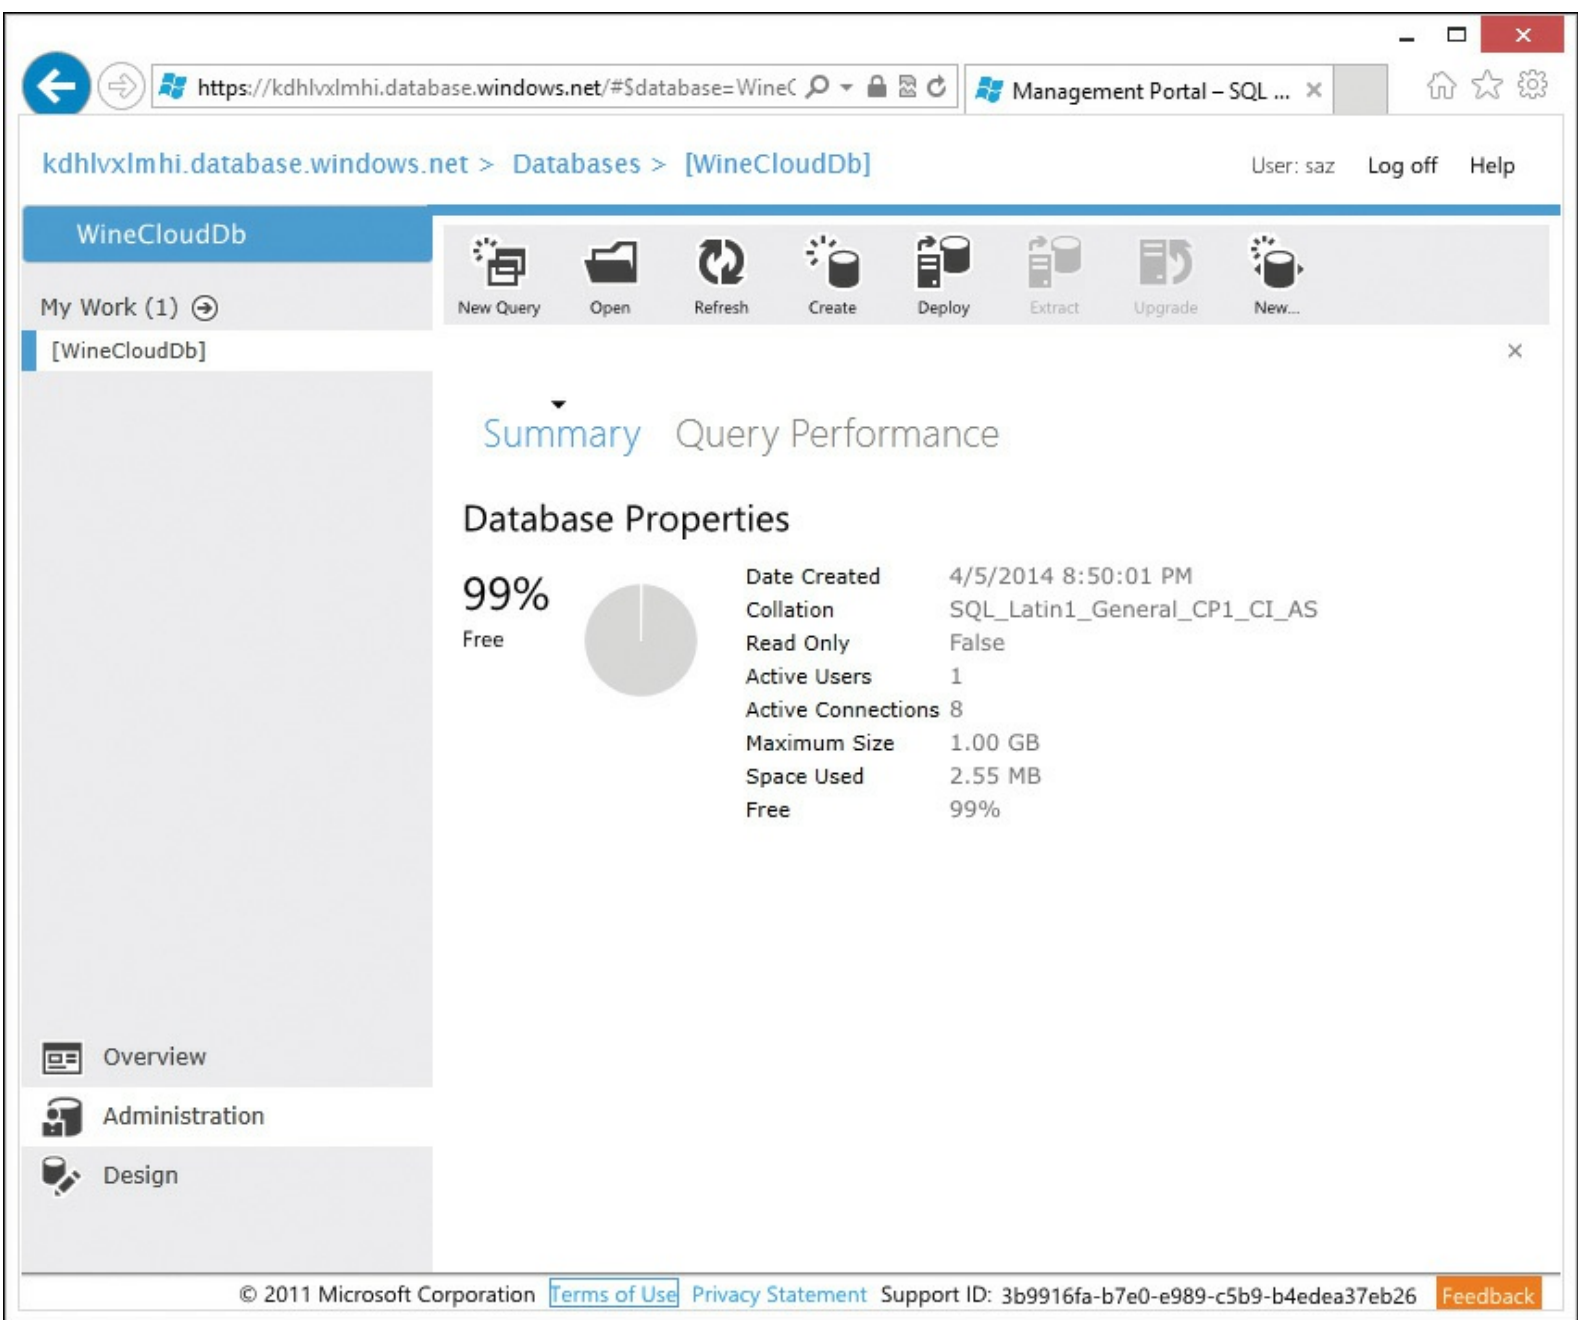 https://kdhlvxlmhi.database.windows.net/#$database=WineC
Management Portal – SQL ...
kdhlvxlmhi.database.windows.net > Databases > [WineCloudDb]
User: saz Log off Help
WineCloudDb
New Query Open Refresh Create Deploy Extract Upgrade New...
My Work (1)
[WineCloudDb]
Summary Query Performance
Database Properties
99%
Free
Date Created 4/5/2014 8:50:01 PM
Collation SQL_Latin1_General_CP1_CI_AS
Read Only False
Active Users 1
Active Connections 8
Maximum Size 1.00 GB
Space Used 2.55 MB
Free 99%
Overview
Administration
Design
© 2011 Microsoft Corporation Terms of Use Privacy Statement Support ID: 3b9916fa-b7e0-e989-c5b9-b4edea37eb26 Feedback